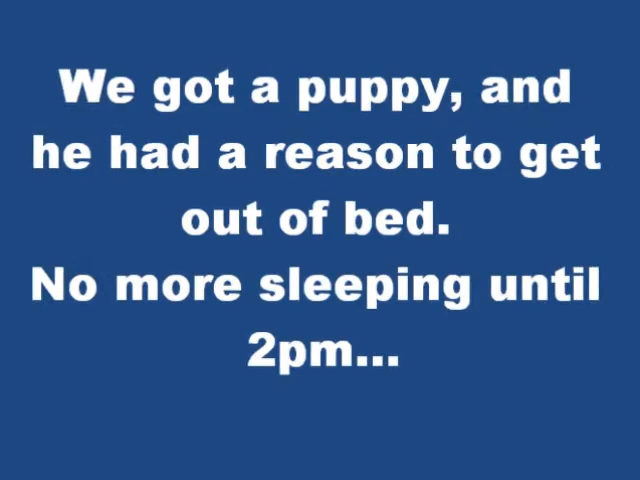 We got a puppy, and
he had a reason to get
out of bed.
No more sleeping until
2pm...